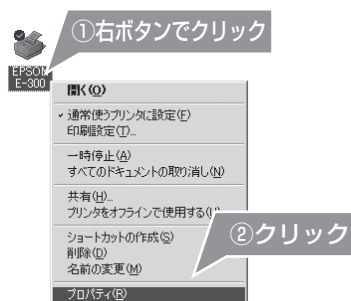 ①右ボタンでクリック
EPSON
E-300
開く(O)
通常使うプリンタに設定(F)
印刷設定(T)...
一時停止(A)
すべてのドキュメントの取り消し(N)
共有(H)...
プリンタをオフラインで使用する(U)
ショートカットの作成(S)
②クリック
削除(D)
名前の変更(M)
プロパティ(R)